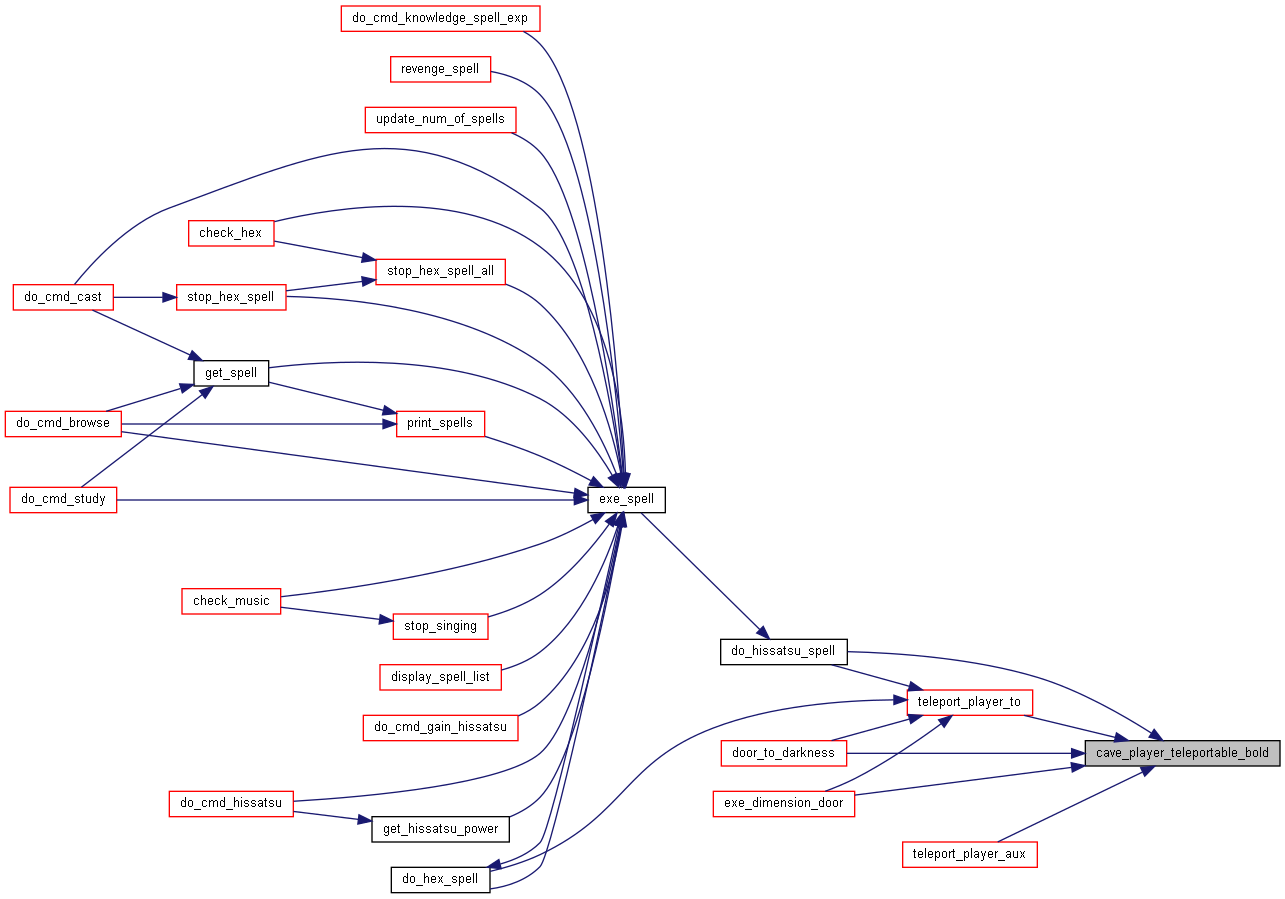 do_cmd_knowledge_spell_exp
revenge_spell
update_num_of_spells
check_hex
stop_hex_spell_all
do_cmd_cast
stop_hex_spell
get_spell
do_cmd_browse
print_spells
do_cmd_study
exe_spell
check_music
stop_singing
do_hissatsu_spell
display_spell_list
teleport_player_to
do_cmd_gain_hissatsu
door_to_darkness
cave_player_teleportable_bold
do_cmd_hissatsu
exe_dimension_door
get_hissatsu_power
teleport_player_aux
do_hex_spell